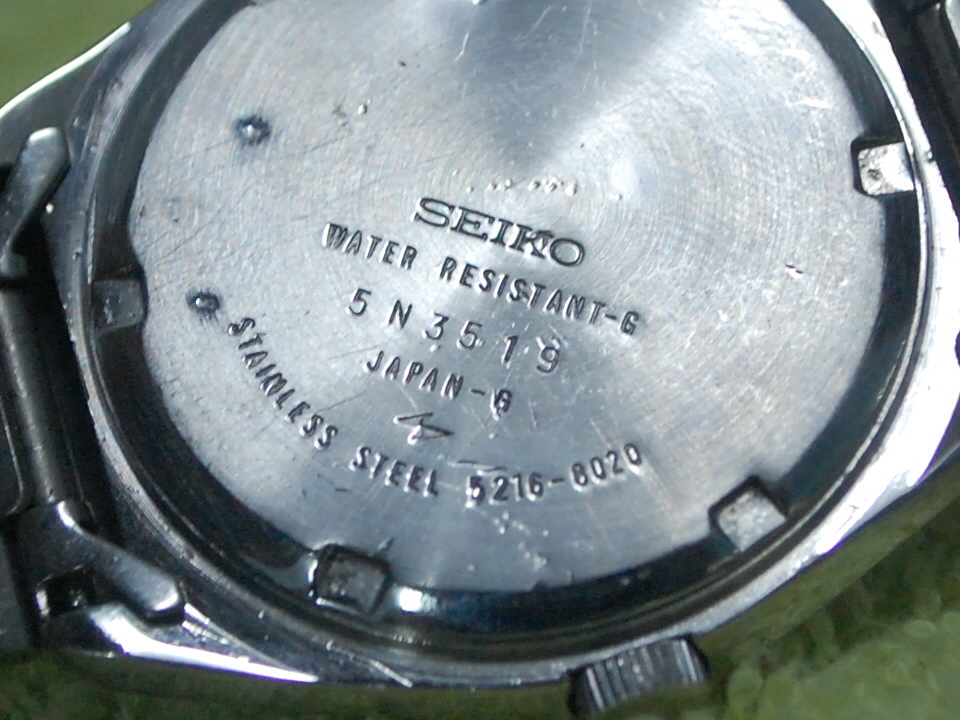 SEIKO
WATER RESISTANT-G
5N3519
JAPAN-G
STAINLESS STEEL 5216-8020